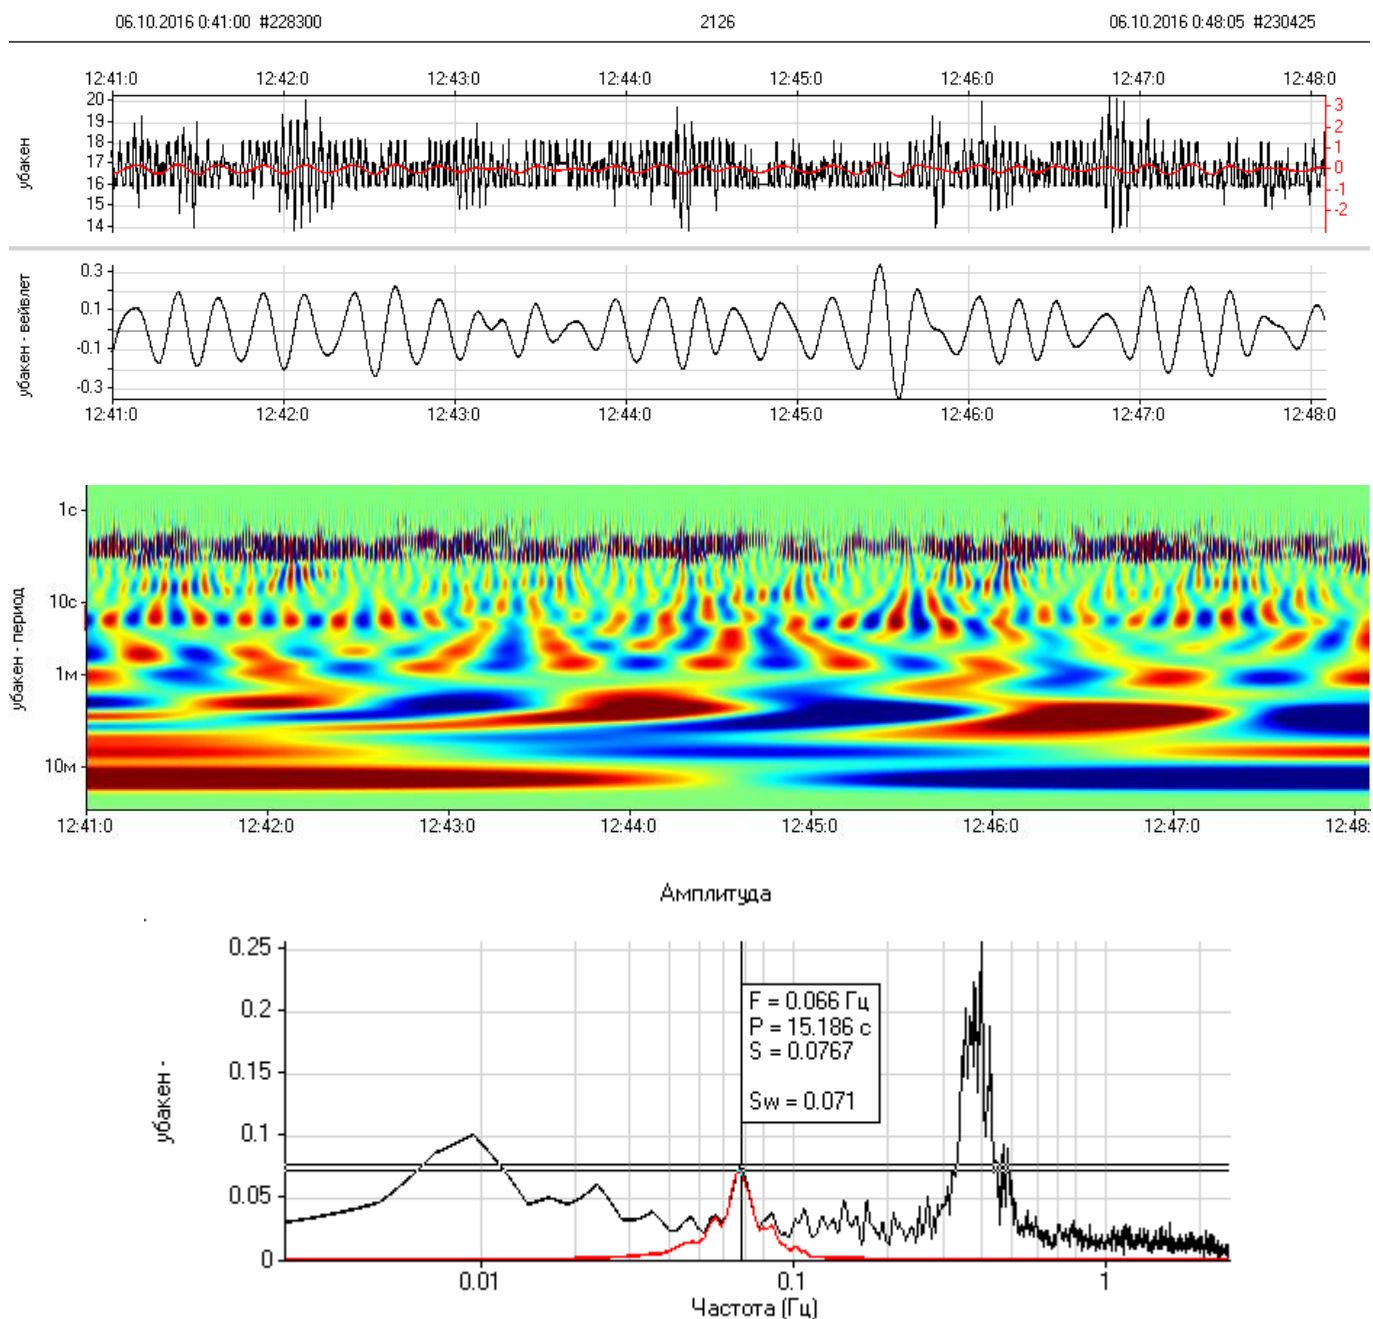 06.10.2016 0:41:00 #228300 2126 06.10.2016 0:48:05 #230425
12:41:0 12:42:0 12:43:0 12:44:0 12:45:0 12:46:0 12:47:0 12:48:0
20
19
18
17
16
15
14
убакен
3
2
1
0
-1
-2
0.3
0.1
-0.1
-0.3
убакен - вейвлет
12:41:0 12:42:0 12:43:0 12:44:0 12:45:0 12:46:0 12:47:0 12:48:0
1с
10с
1м
10м
убакен - период
12:41:0 12:42:0 12:43:0 12:44:0 12:45:0 12:46:0 12:47:0 12:48:
Амплитуда
0.25
0.2
0.15
0.1
0.05
0
убакен -
F = 0.066 Гц
P = 15.186 с
S = 0.0767
Sw = 0.071
0.01 0.1 1
Частота (Гц)